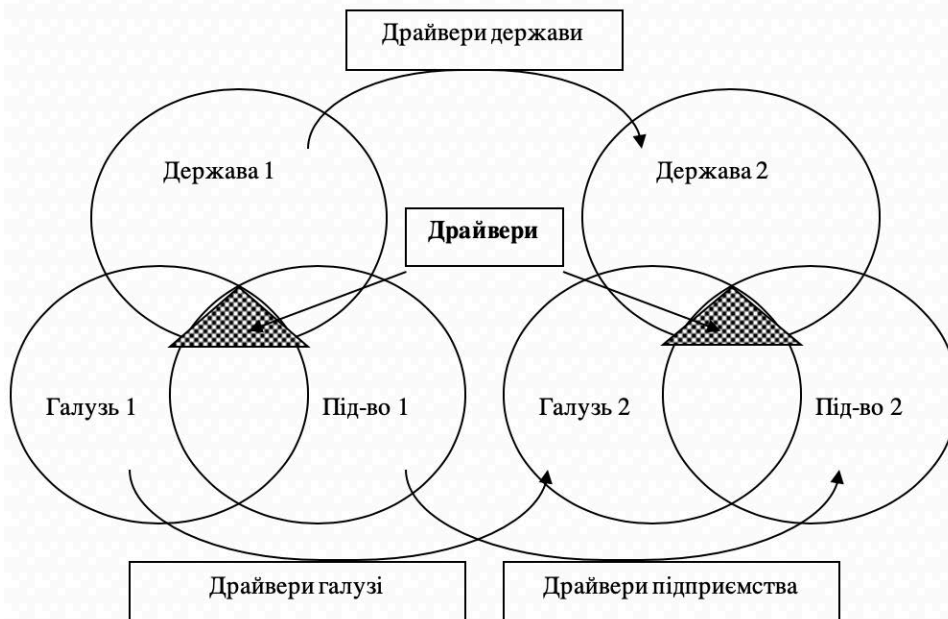 Драйвери держави
Держава 1
Держава 2
Драйвери
Галузь 1
Під-во 1
Галузь 2
Під-во 2
Драйвери галузі
Драйвери підприємства